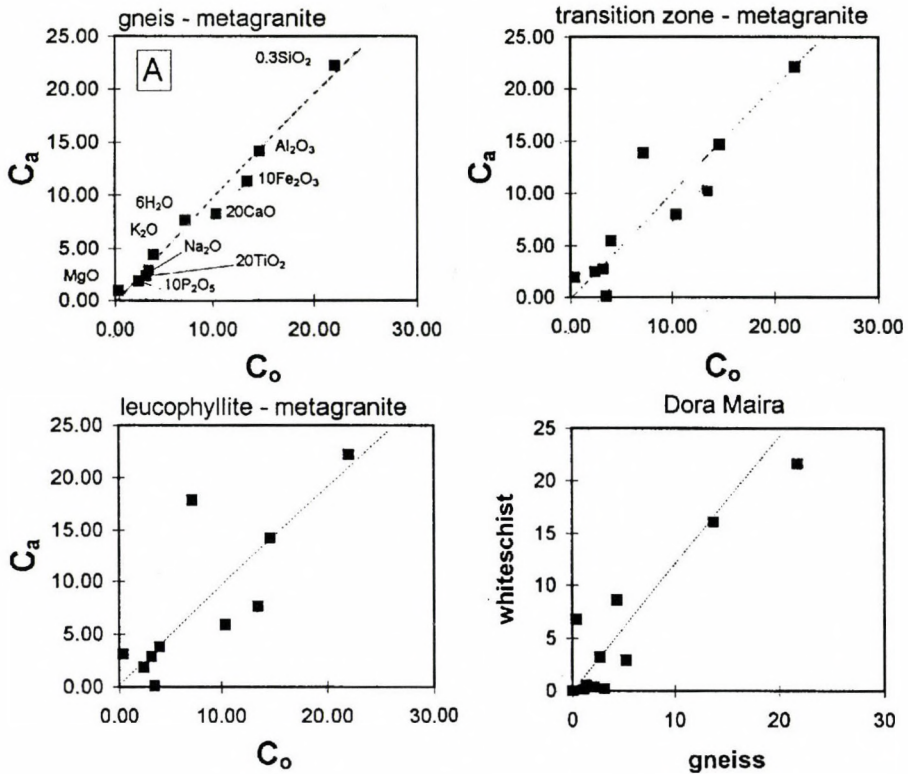 gneis - metagranite
25.00
20.00
15.00
10.00
5.00
0.00
Ca
A
0.3SiO2
Al2O3
10Fe2O3
6H2O
20CaO
K2O
Na2O
20TiO2
MgO
10P2O5
0.00 10.00 20.00 30.00
Co
transition zone - metagranite
25.00
20.00
15.00
10.00
5.00
0.00
Ca
0.00 10.00 20.00 30.00
Co
leucophyllite - metagranite
25.00
20.00
15.00
10.00
5.00
0.00
Ca
0.00 10.00 20.00 30.00
Co
Dora Maira
25
20
15
10
5
0
whiteschist
0 10 20 30
gneiss